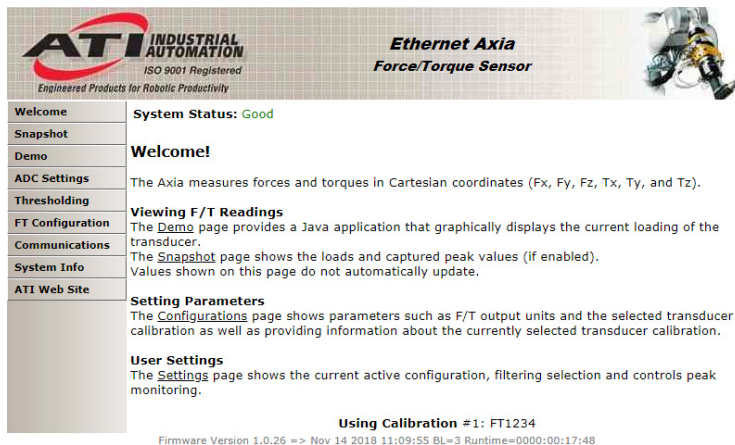 ATI INDUSTRIAL AUTOMATION
ISO 9001 Registered
Engineered Products for Robotic Productivity
Ethernet Axia
Force/Torque Sensor
Welcome
Snapshot
Demo
ADC Settings
Thresholding
FT Configuration
Communications
System Info
ATI Web Site
System Status: Good
Welcome!
The Axia measures forces and torques in Cartesian coordinates (Fx, Fy, Fz, Tx, Ty, and Tz).
Viewing F/T Readings
The Demo page provides a Java application that graphically displays the current loading of the
transducer.
The Snapshot page shows the loads and captured peak values (if enabled).
Values shown on this page do not automatically update.
Setting Parameters
The Configurations page shows parameters such as F/T output units and the selected transducer
calibration as well as providing information about the currently selected transducer calibration.
User Settings
The Settings page shows the current active configuration, filtering selection and controls peak
monitoring.
Using Calibration #1: FT1234
Firmware Version 1.0.26 => Nov 14 2018 11:09:55 BL=3 Runtime=0000:00:17:48